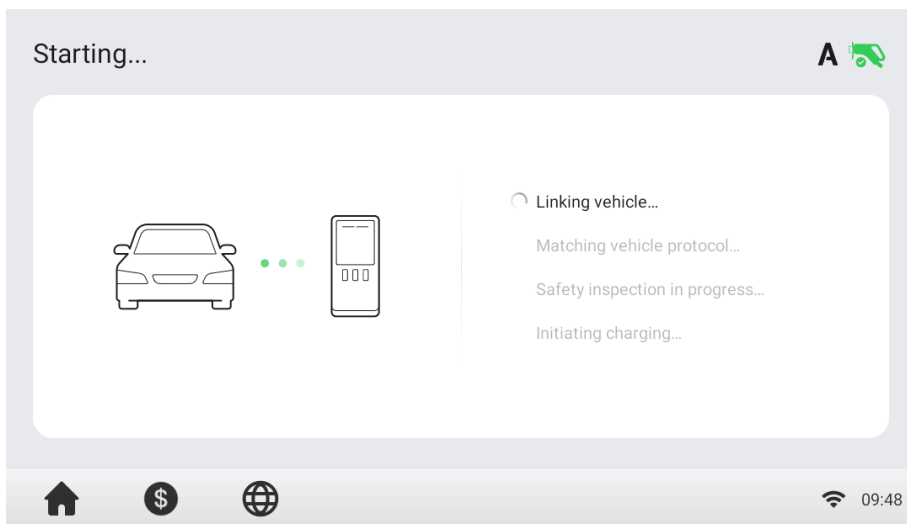 Starting...
A
Linking vehicle...
Matching vehicle protocol...
Safety inspection in progress...
Initiating charging...
$
09:48